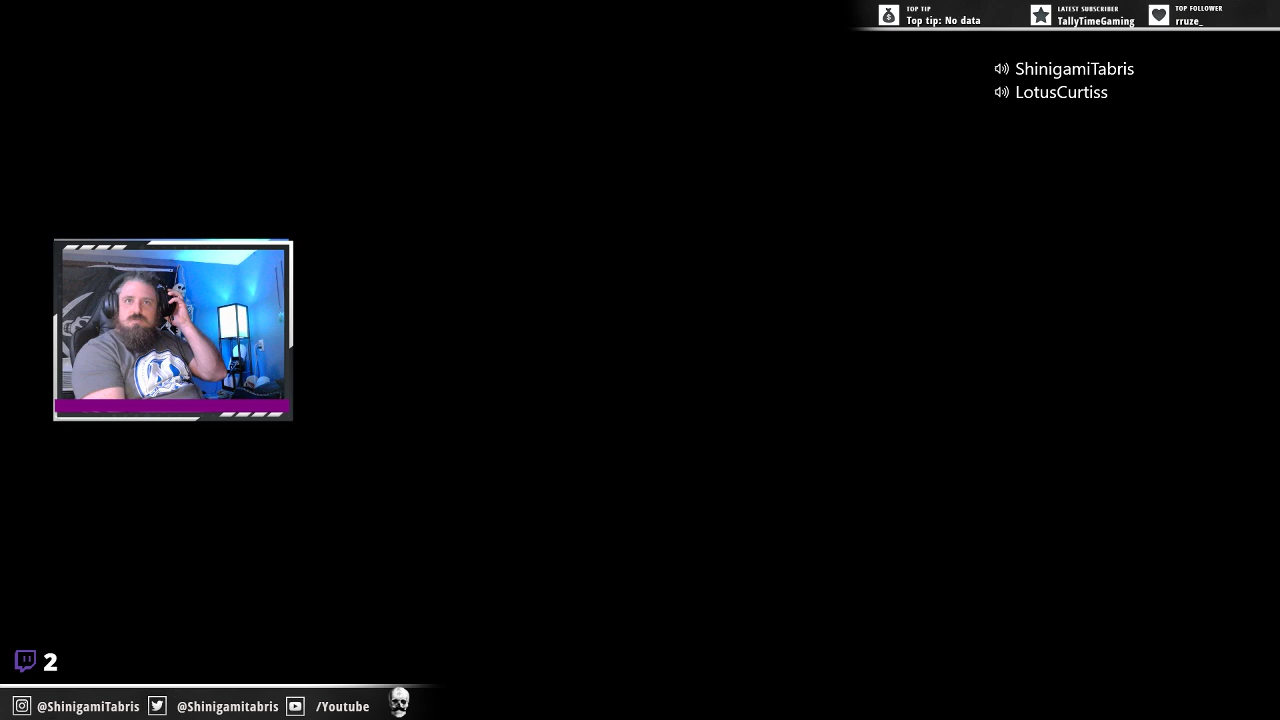 TOP TIP
Top tip: No data
LATEST SUBSCRIBER
TallyTimeGaming
TOP FOLLOWER
rruze_
ShinigamiTabris
LotusCurtiss
2
@ShinigamiTabris
@Shinigamitabris
/Youtube